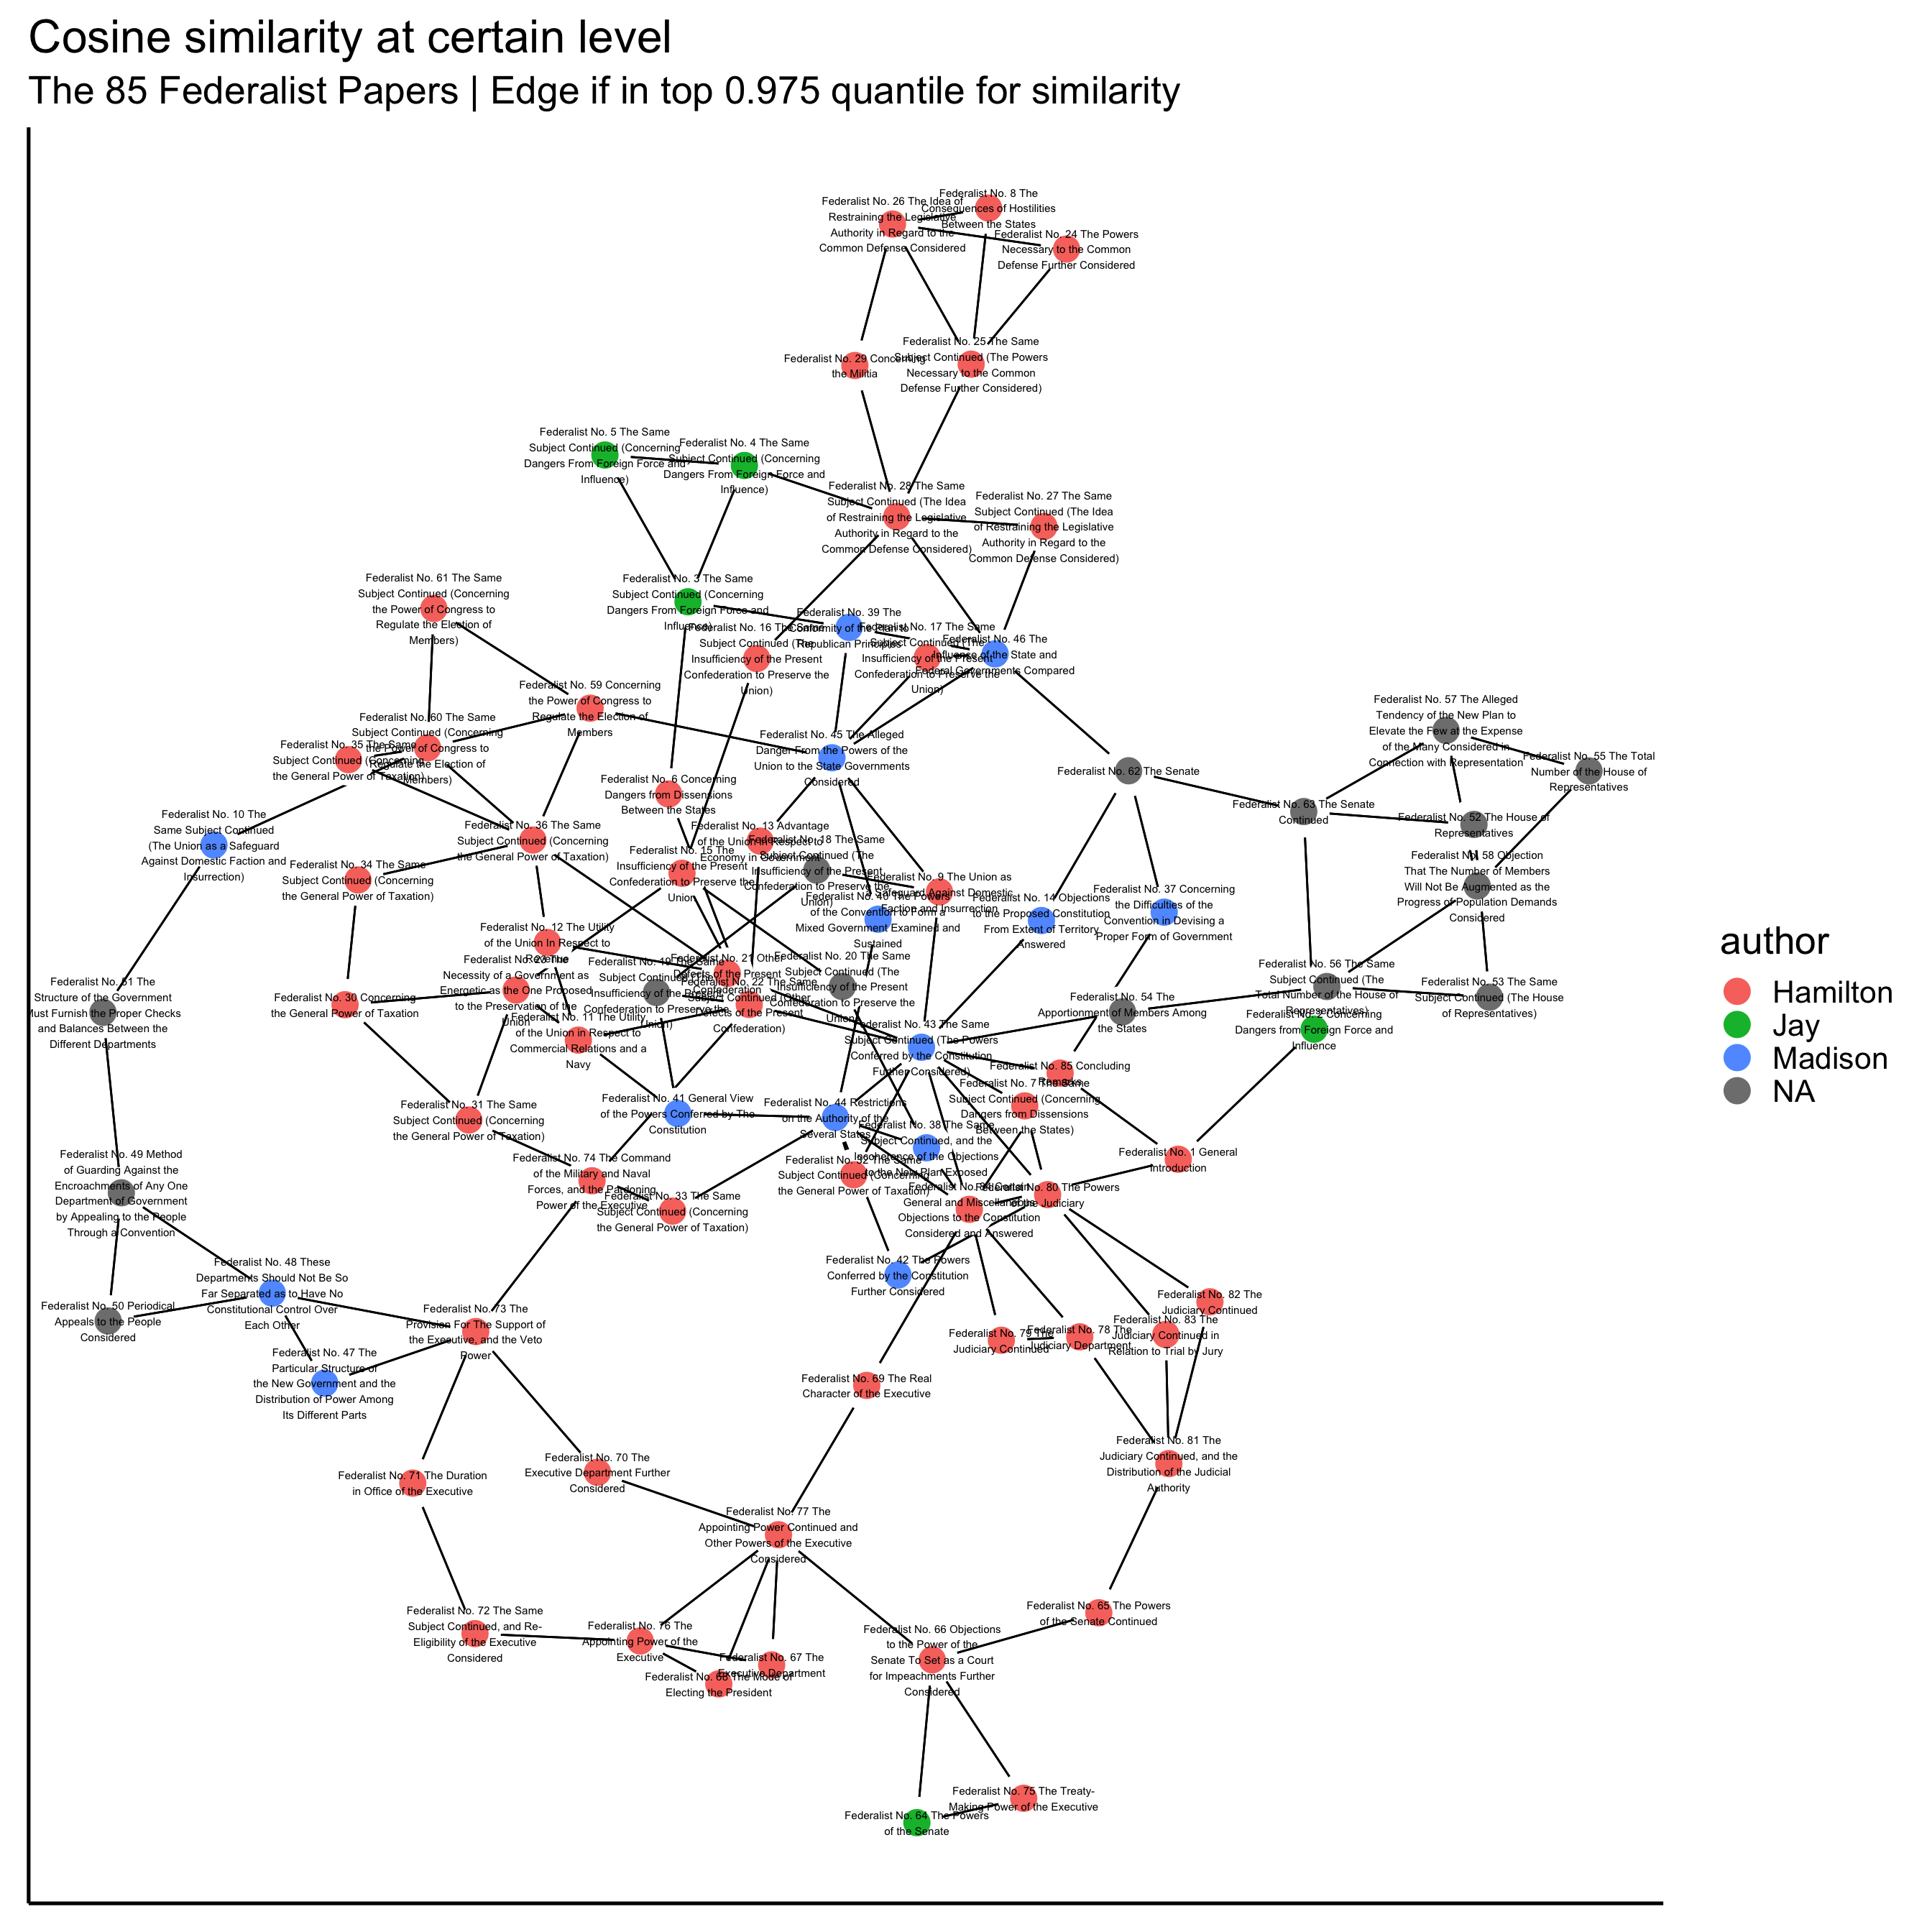 Cosine similarity at certain level
The 85 Federalist Papers | Edge if in top 0.975 quantile for similarity
Federalist No. 26 The Idea of
Restraining the Legislative
Authority in Regard to the
Common Defense Considered
Federalist No. 8 The
Consequences of Hostilities
Between the States
Federalist No. 24 The Powers
Necessary to the Common
Defense Further Considered
Federalist No. 29 Concerning
the Militia
Federalist No. 25 The Same
Subject Continued (The Powers
Necessary to the Common
Defense Further Considered)
Federalist No. 5 The Same
Subject Continued (Concerning
Dangers From Foreign Force and
Influence)
Federalist No. 4 The Same
Subject Continued (Concerning
Dangers From Foreign Force and
Influence)
Federalist No. 28 The Same
Subject Continued (The Idea
of Restraining the Legislative
Authority in Regard to the
Common Defense Considered)
Federalist No. 27 The Same
Subject Continued (The Idea
of Restraining the Legislative
Authority in Regard to the
Common Defense Considered)
Federalist No. 61 The Same
Subject Continued (Concerning
the Power of Congress to
Regulate the Election of
Members)
Federalist No. 3 The Same
Subject Continued (Concerning
Dangers From Foreign Force and
Influence)
Federalist No. 16 The Same
Subject Continued (The
Insufficiency of the Present
Confederation to Preserve the
Union)
Federalist No. 39 The
Conformity of the Plan to
Republican Principles
Federalist No. 17 The Same
Subject Continued (The
Insufficiency of the Present
Confederation to Preserve the
Union)
Federalist No. 46 The
Influence of the State and
Federal Governments Compared
Federalist No. 59 Concerning
the Power of Congress to
Regulate the Election of
Members
Federalist No. 60 The Same
Subject Continued (Concerning
the Power of Congress to
Regulate the Election of
Members)
Federalist No. 35 The Same
Subject Continued (Concerning
the General Power of Taxation)
Federalist No. 45 The Alleged
Danger From the Powers of the
Union to the State Governments
Considered
Federalist No. 62 The Senate
Federalist No. 57 The Alleged
Tendency of the New Plan to
Elevate the Few at the Expense
of the Many Considered in
Connection with Representation
Federalist No. 55 The Total
Number of the House of
Representatives
Federalist No. 63 The Senate
Continued
Federalist No. 52 The House of
Representatives
Federalist No. 58 Objection
That The Number of Members
Will Not Be Augmented as the
Progress of Population Demands
Considered
Federalist No. 6 Concerning
Dangers from Dissensions
Between the States
Federalist No. 10 The
Same Subject Continued
(The Union as a Safeguard
Against Domestic Faction and
Insurrection)
Federalist No. 36 The Same
Subject Continued (Concerning
the General Power of Taxation)
Federalist No. 34 The Same
Subject Continued (Concerning
the General Power of Taxation)
Federalist No. 13 Advantage
of the Union in Respect to
Economy in Government
Federalist No. 15 The
Insufficiency of the Present
Confederation to Preserve the
Union
Federalist No. 18 The Same
Subject Continued (The
Insufficiency of the Present
Confederation to Preserve the
Union)
Federalist No. 9 The Union as
a Safeguard Against Domestic
Faction and Insurrection
Federalist No. 40 The Powers
of the Convention to Form a
Mixed Government Examined and
Sustained
Federalist No. 14 Objections
to the Proposed Constitution
From Extent of Territory
Answered
Federalist No. 37 Concerning
the Difficulties of the
Convention in Devising a
Proper Form of Government
Federalist No. 12 The Utility
of the Union In Respect to
Revenue
Federalist No. 23 The
Necessity of a Government as
Energetic as the One Proposed
to the Preservation of the
Union
Federalist No. 19 The Same
Subject Continued (The
Insufficiency of the Present
Confederation to Preserve the
Union)
Federalist No. 21 Other
Defects of the Present
Confederation
Federalist No. 22 The Same
Subject Continued (Other
Defects of the Present
Confederation)
Federalist No. 20 The Same
Subject Continued (The
Insufficiency of the Present
Confederation to Preserve the
Union)
Federalist No. 51 The
Structure of the Government
Must Furnish the Proper Checks
and Balances Between the
Different Departments
Federalist No. 30 Concerning
the General Power of Taxation
Federalist No. 11 The Utility
of the Union in Respect to
Commercial Relations and a
Navy
Federalist No. 56 The Same
Subject Continued (The
Total Number of the House of
Representatives)
Federalist No. 53 The Same
Subject Continued (The House
of Representatives)
Federalist No. 54 The
Apportionment of Members Among
the States
Federalist No. 2 Concerning
Dangers from Foreign Force and
Influence
Federalist No. 43 The Same
Subject Continued (The Powers
Conferred by the Constitution
Further Considered)
Federalist No. 85 Concluding
Remarks
Federalist No. 7 The Same
Subject Continued (Concerning
Dangers from Dissensions
Between the States)
Federalist No. 31 The Same
Subject Continued (Concerning
the General Power of Taxation)
Federalist No. 41 General View
of the Powers Conferred by The
Constitution
Federalist No. 44 Restrictions
on the Authority of the
Several States
Federalist No. 38 The Same
Subject Continued, and the
Incoherence of the Objections
to the New Plan Exposed
Federalist No. 1 General
Introduction
Federalist No. 49 Method
of Guarding Against the
Encroachments of Any One
Department of Government
by Appealing to the People
Through a Convention
Federalist No. 74 The Command
of the Military and Naval
Forces, and the Pardoning
Power of the Executive
Federalist No. 33 The Same
Subject Continued (Concerning
the General Power of Taxation)
Federalist No. 32 The Same
Subject Continued (Concerning
the General Power of Taxation)
Federalist No. 84 Certain
General and Miscellaneous
Objections to the Constitution
Considered and Answered
Federalist No. 80 The Powers
of the Judiciary
Federalist No. 42 The Powers
Conferred by the Constitution
Further Considered
Federalist No. 48 These
Departments Should Not Be So
Far Separated as to Have No
Constitutional Control Over
Each Other
Federalist No. 50 Periodical
Appeals to the People
Considered
Federalist No. 73 The
Provision For The Support of
the Executive, and the Veto
Power
Federalist No. 47 The
Particular Structure of
the New Government and the
Distribution of Power Among
Its Different Parts
Federalist No. 82 The
Judiciary Continued
Federalist No. 83 The
Judiciary Continued in
Relation to Trial by Jury
Federalist No. 79 The
Judiciary Continued
Federalist No. 78 The
Judiciary Department
Federalist No. 69 The Real
Character of the Executive
Federalist No. 81 The
Judiciary Continued, and the
Distribution of the Judicial
Authority
Federalist No. 70 The
Executive Department Further
Considered
Federalist No. 71 The Duration
in Office of the Executive
Federalist No. 77 The
Appointing Power Continued and
Other Powers of the Executive
Considered
Federalist No. 72 The Same
Subject Continued, and Re-
Eligibility of the Executive
Considered
Federalist No. 76 The
Appointing Power of the
Executive
Federalist No. 67 The
Executive Department
Federalist No. 68 The Mode of
Electing the President
Federalist No. 65 The Powers
of the Senate Continued
Federalist No. 66 Objections
to the Power of the
Senate To Set as a Court
for Impeachments Further
Considered
Federalist No. 75 The Treaty-
Making Power of the Executive
Federalist No. 64 The Powers
of the Senate
author
Hamilton
Jay
Madison
NA